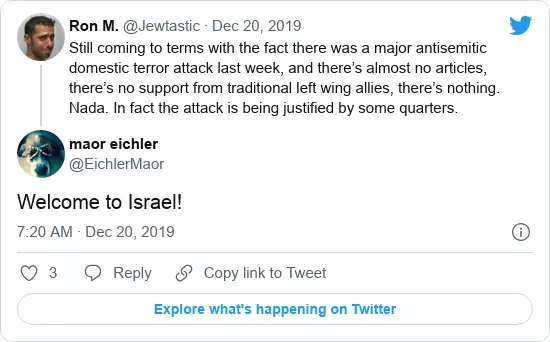 Ron M. @Jewtastic · Dec 20, 2019
Still coming to terms with the fact there was a major antisemitic
domestic terror attack last week, and there’s almost no articles,
there’s no support from traditional left wing allies, there’s nothing.
Nada. In fact the attack is being justified by some quarters.
maor eichler
@EichlerMaor
Welcome to Israel!
7:20 AM · Dec 20, 2019
3 Reply Copy link to Tweet
Explore what's happening on Twitter